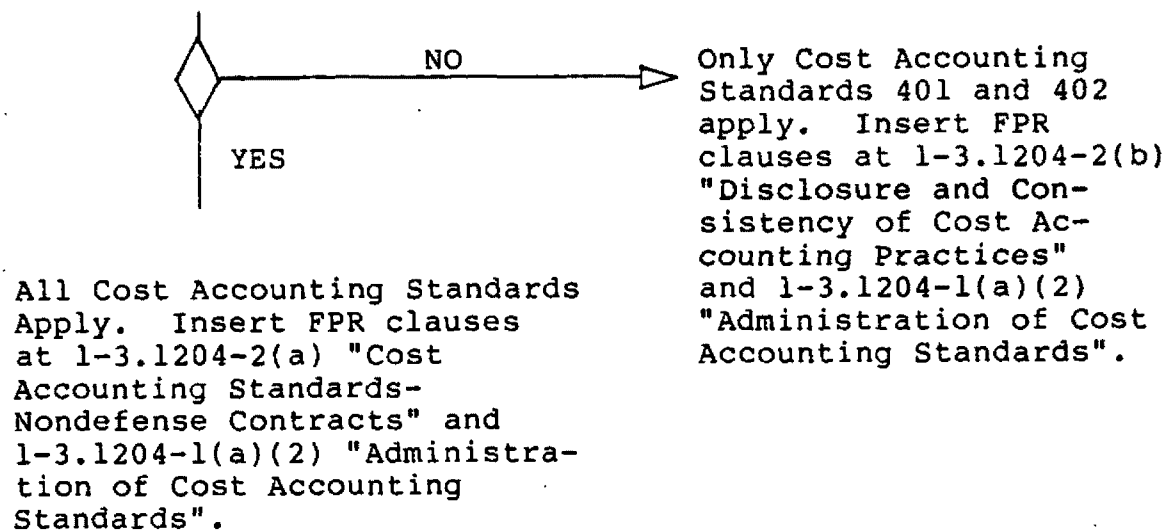 NO
Only Cost Accounting
Standards 401 and 402
apply. Insert FPR
clauses at 1-3.1204-2(b)
"Disclosure and Con-
sistency of Cost Ac-
counting Practices"
and 1-3.1204-1(a)(2)
"Administration of Cost
Accounting Standards".
YES
All Cost Accounting Standards
Apply. Insert FPR clauses
at 1-3.1204-2(a) "Cost
Accounting Standards-
Nondefense Contracts" and
1-3.1204-1(a)(2) "Administra-
tion of Cost Accounting
Standards".